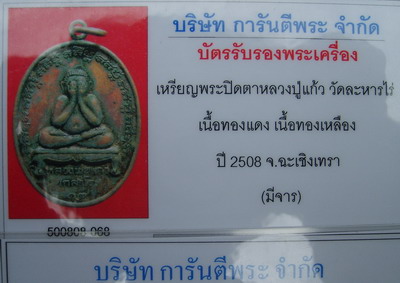 บริษัท การันตีพระ จำกัด
บัตรรับรองพระเครื่อง
เหรียญพระปิดตาหลวงปู่แก้ว วัดละหารไร่
เนื้อทองแดง เนื้อทองเหลือง
ปี 2508 จ.ฉะเชิงเทรา
(มีจาร)
500808-068
บริษัท การันตีพระ จำกัด